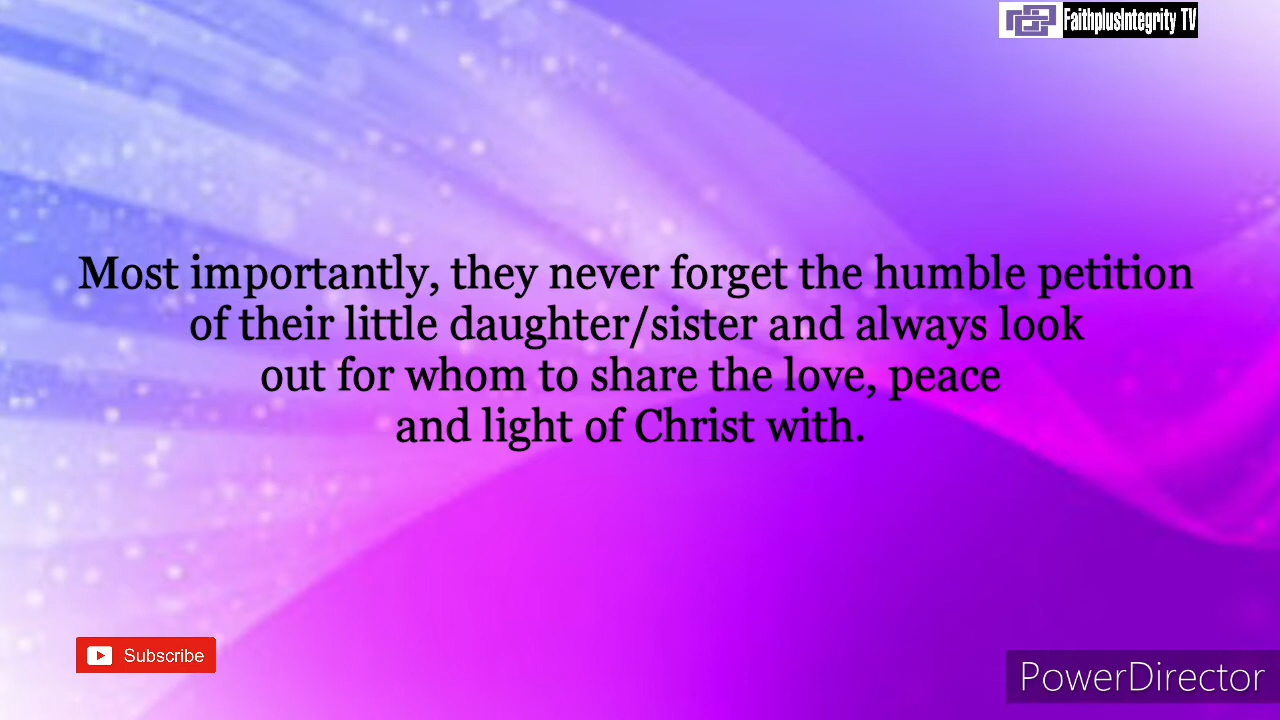 FaithplusIntegrity TV
Most importantly, they never forget the humble petition
of their little daughter/sister and always look
out for whom to share the love, peace
and light of Christ with.
Subscribe
PowerDirector